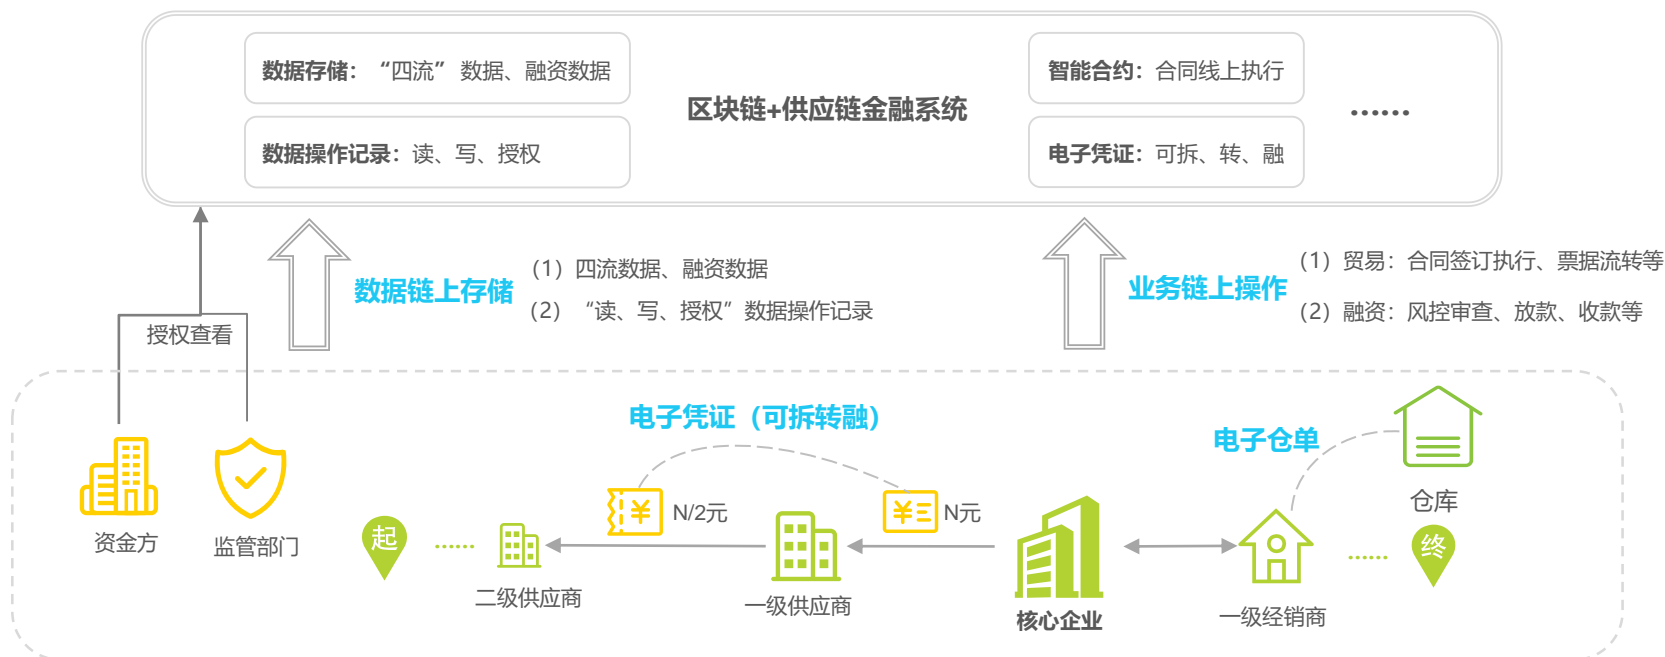 数据存储：“四流”数据、融资数据
智能合约：合同线上执行
区块链+供应链金融系统
......
数据操作记录：读、写、授权
电子凭证：可拆、转、融
数据链上存储
（1）四流数据、融资数据
（2）“读、写、授权”数据操作记录
业务链上操作
（1）贸易：合同签订执行、票据流转等
（2）融资：风控审查、放款、收款等
授权查看
电子凭证（可拆转融）
电子仓单
仓库
¥
N/2元
¥
N元
资金方
监管部门
起
......
二级供应商
一级供应商
核心企业
一级经销商
......
终